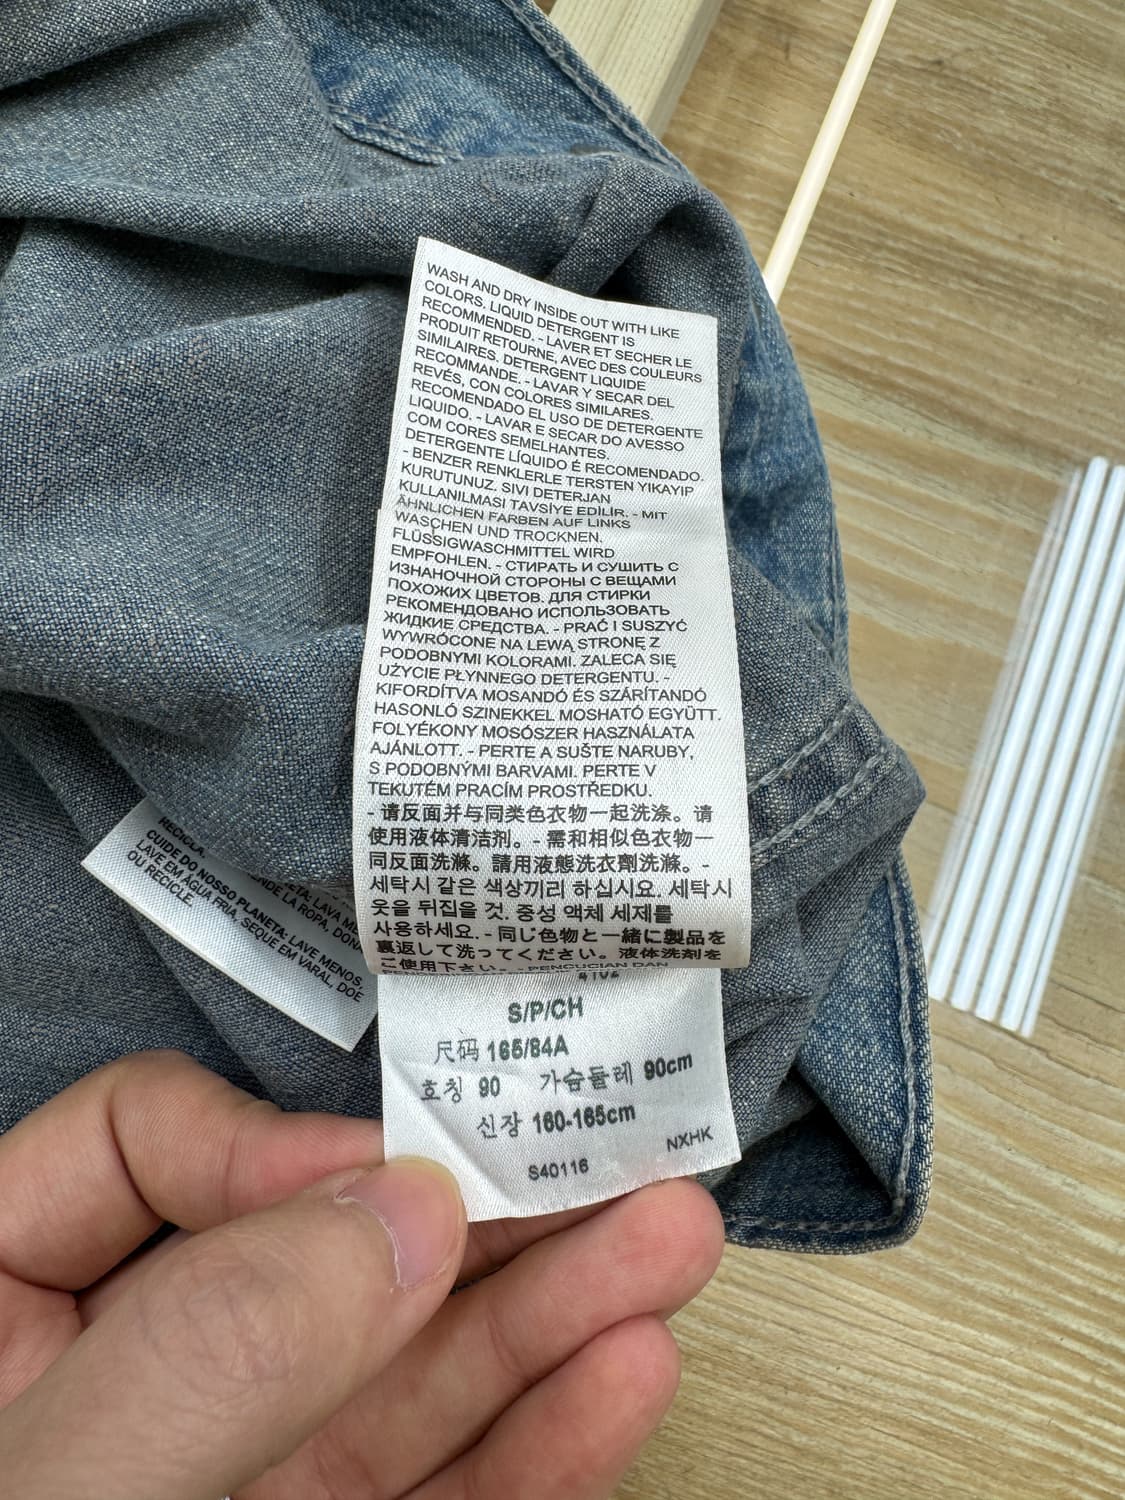 WASH AND DRY INSIDE OUT WITH LIKE
COLORS. LIQUID DETERGENT IS
RECOMMENDED. - LAVER ET SECHER LE
PRODUIT RETOURNE, AVEC DES COULEURS
SIMILAIRES. DETERGENT LIQUIDE
RECOMMANDE. - LAVAR Y SECAR DEL
REVÉS, CON COLORES SIMILARES.
RECOMENDADO EL USO DE DETERGENTE
LIQUIDO. - LAVAR E SECAR DO AVESSO
COM CORES SEMELHANTES.
DETERGENTE LÍQUIDO É RECOMENDADO.
- BENZER RENKLERLE TERSTEN YIKAYIP
KURUTUNUZ. SIVI DETERJAN
KULLANILMASI TAVSİYE EDİLİR. - MIT
ÄHNLICHEN FARBEN AUF LINKS
WASCHEN UND TROCKNEN.
FLÜSSIGWASCHMITTEL WIRD
EMPFOHLEN. - СТИРАТЬ И СУШИТЬ С
ИЗНАНОЧНОЙ СТОРОНЫ С ВЕЩАМИ
ПОХОЖИХ ЦВЕТОВ. ДЛЯ СТИРКИ
РЕКОМЕНДОВАНО ИСПОЛЬЗОВАТЬ
ЖИДКИЕ СРЕДСТВА. - PRAĆ I SUSZYĆ
WYWRÓCONE NA LEWĄ STRONĘ Z
PODOBNYMI KOLORAMI. ZALECA SIĘ
UŻYCIE PŁYNNEGO DETERGENTU. -
KIFORDÍTVA MOSANDÓ ÉS SZÁRÍTANDÓ
HASONLÓ SZINEKKEL MOSHATÓ EGYÜTT.
FOLYÉKONY MOSÓSZER HASZNÁLATA
AJÁNLOTT. - PERTE A SUŠTE NARUBY,
S PODOBNÝMI BARVAMI. PERTE V
TEKUTÉM PRACÍM PROSTŘEDKU.
- 请反面并与同类色衣物一起洗涤。请
使用液体清洁剂。- 需和相似色衣物一
同反面洗滌。請用液態洗衣劑洗滌。-
세탁시 같은 색상끼리 하십시요. 세탁시
옷을 뒤집을 것. 중성 액체 세제를
사용하세요. - 同じ色物と一緒に製品を
裏返して洗ってください。液体洗剤を
ご使用下さい。- PENCUCIAN DAN
S/P/CH
尺码 165/84A
호칭 90 가슴둘레 90cm
신장 160-165cm
NXHK
S40116
RECICLA.
CUIDE DO NOSSO PLANETA: LAVE MENOS,
LAVE EM ÁGUA FRIA, SEQUE EM VARAL, DOE
OU RECICLE.